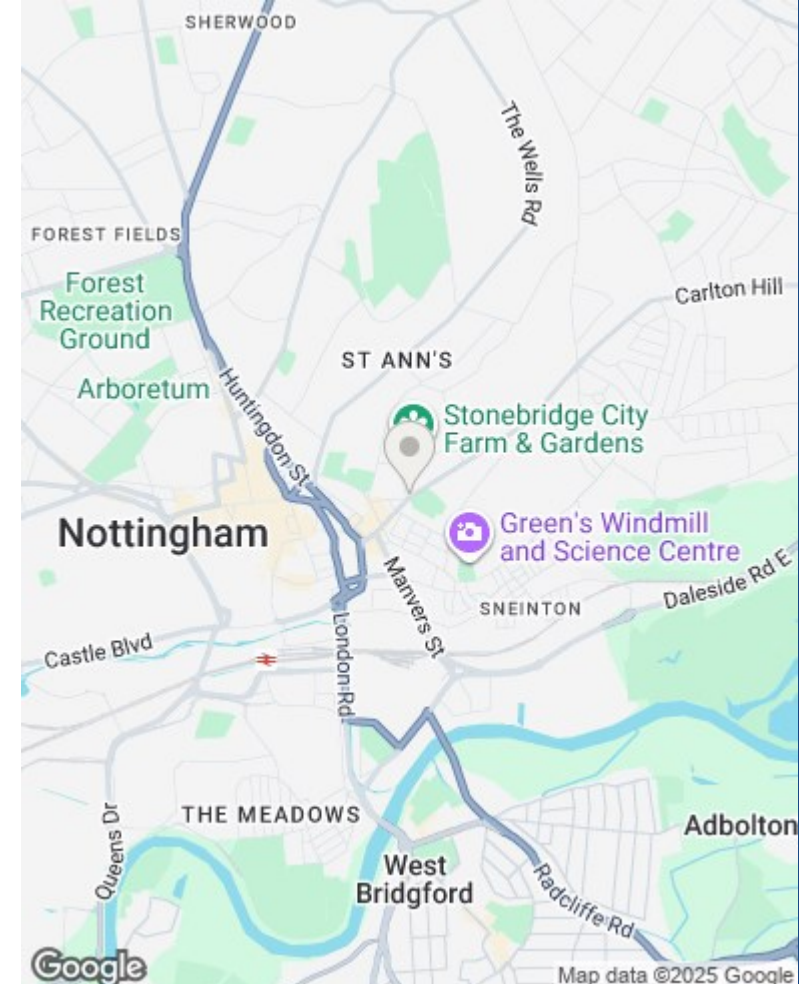 SHERWOOD
The Wells Rd
FOREST FIELDS
Forest
Recreation
Ground
Carlton Hill
ST ANN'S
Arboretum
Huntingdon St
Stonebridge City
Farm & Gardens
Nottingham
Green's Windmill
and Science Centre
Manvers St
Daleside Rd E
SNEINTON
Castle Blvd
London Rd
THE MEADOWS
Queens Dr
Adbolton
West
Bridgford
Radcliffe Rd
Google
Map data ©2025 Google